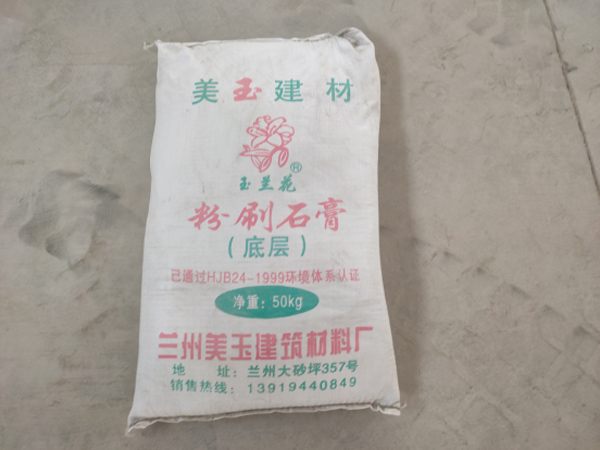 美玉建材
®
玉兰花
粉刷石膏
（底层）
已通过HJB24-1999环境体系认证
净重：50kg
兰州美玉建筑材料厂
地　址：兰州大砂坪357号
销售热线：13919440849